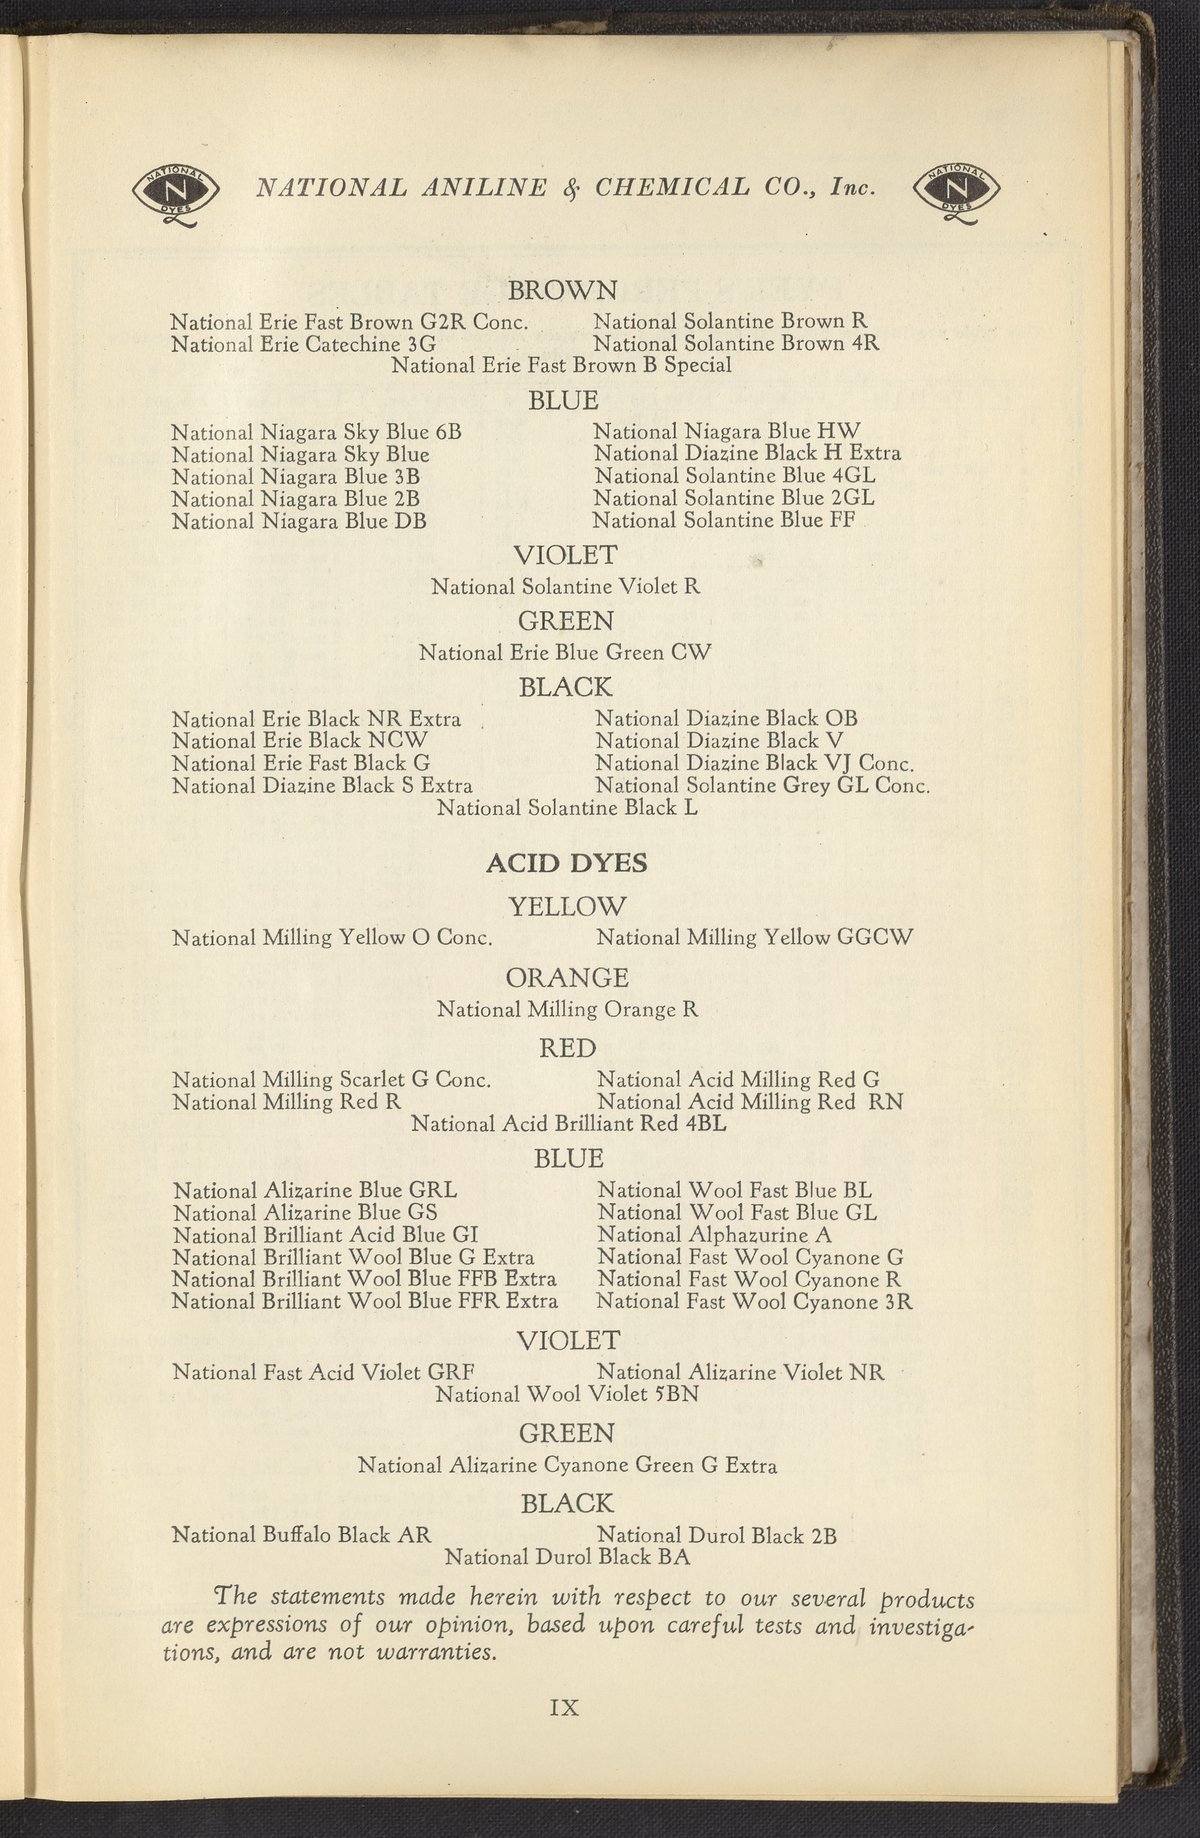 NATIONAL N DYES
NATIONAL ANILINE & CHEMICAL CO., Inc.
NATIONAL N DYES
BROWN
National Erie Fast Brown G2R Conc. National Solantine Brown R
National Erie Catechine 3G National Solantine Brown 4R
National Erie Fast Brown B Special
BLUE
National Niagara Sky Blue 6B National Niagara Blue HW
National Niagara Sky Blue National Diazine Black H Extra
National Niagara Blue 3B National Solantine Blue 4GL
National Niagara Blue 2B National Solantine Blue 2GL
National Niagara Blue DB National Solantine Blue FF
VIOLET
National Solantine Violet R
GREEN
National Erie Blue Green CW
BLACK
National Erie Black NR Extra National Diazine Black OB
National Erie Black NCW National Diazine Black V
National Erie Fast Black G National Diazine Black VJ Conc.
National Diazine Black S Extra National Solantine Grey GL Conc.
National Solantine Black L
ACID DYES
YELLOW
National Milling Yellow O Conc. National Milling Yellow GGCW
ORANGE
National Milling Orange R
RED
National Milling Scarlet G Conc. National Acid Milling Red G
National Milling Red R National Acid Milling Red RN
National Acid Brilliant Red 4BL
BLUE
National Alizarine Blue GRL National Wool Fast Blue BL
National Alizarine Blue GS National Wool Fast Blue GL
National Brilliant Acid Blue GI National Alphazurine A
National Brilliant Wool Blue G Extra National Fast Wool Cyanone G
National Brilliant Wool Blue FFB Extra National Fast Wool Cyanone R
National Brilliant Wool Blue FFR Extra National Fast Wool Cyanone 3R
VIOLET
National Fast Acid Violet GRF National Alizarine Violet NR
National Wool Violet 5BN
GREEN
National Alizarine Cyanone Green G Extra
BLACK
National Buffalo Black AR National Durol Black 2B
National Durol Black BA
The statements made herein with respect to our several products
are expressions of our opinion, based upon careful tests and investiga-
tions, and are not warranties.
IX